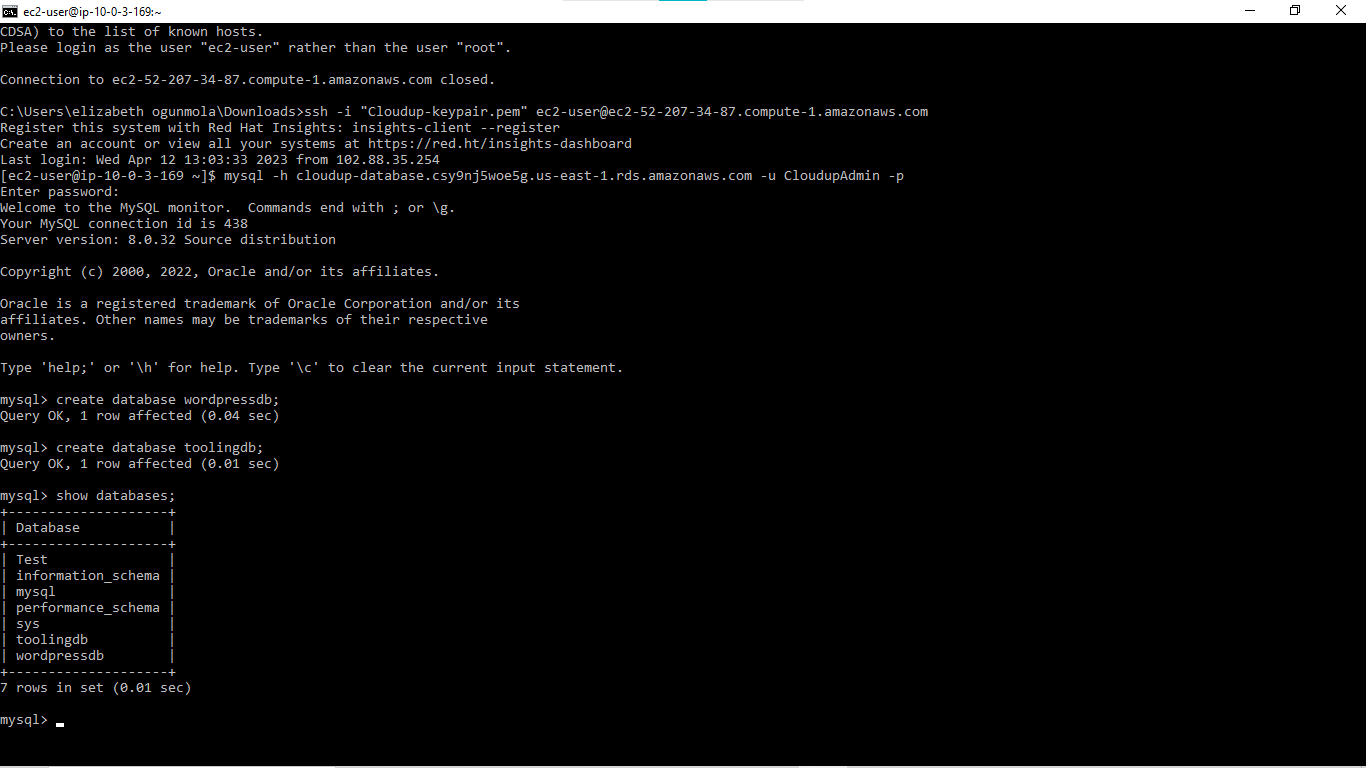 ec2-user@ip-10-0-3-169:~
CDSA) to the list of known hosts.
Please login as the user "ec2-user" rather than the user "root".
Connection to ec2-52-207-34-87.compute-1.amazonaws.com closed.
C:\Users\elizabeth ogunmola\Downloads>ssh -i "Cloudup-keypair.pem" ec2-user@ec2-52-207-34-87.compute-1.amazonaws.com
Register this system with Red Hat Insights: insights-client --register
Create an account or view all your systems at https://red.ht/insights-dashboard
Last login: Wed Apr 12 13:03:33 2023 from 102.88.35.254
[ec2-user@ip-10-0-3-169 ~]$ mysql -h cloudup-database.csy9nj5woe5g.us-east-1.rds.amazonaws.com -u CloudupAdmin -p
Enter password:
Welcome to the MySQL monitor.  Commands end with ; or \g.
Your MySQL connection id is 438
Server version: 8.0.32 Source distribution
Copyright (c) 2000, 2022, Oracle and/or its affiliates.
Oracle is a registered trademark of Oracle Corporation and/or its
affiliates. Other names may be trademarks of their respective
owners.
Type 'help;' or '\h' for help. Type '\c' to clear the current input statement.
mysql> create database wordpressdb;
Query OK, 1 row affected (0.04 sec)
mysql> create database toolingdb;
Query OK, 1 row affected (0.01 sec)
mysql> show databases;
+--------------------+
| Database           |
+--------------------+
| Test               |
| information_schema |
| mysql              |
| performance_schema |
| sys                |
| toolingdb          |
| wordpressdb        |
+--------------------+
7 rows in set (0.01 sec)
mysql> _